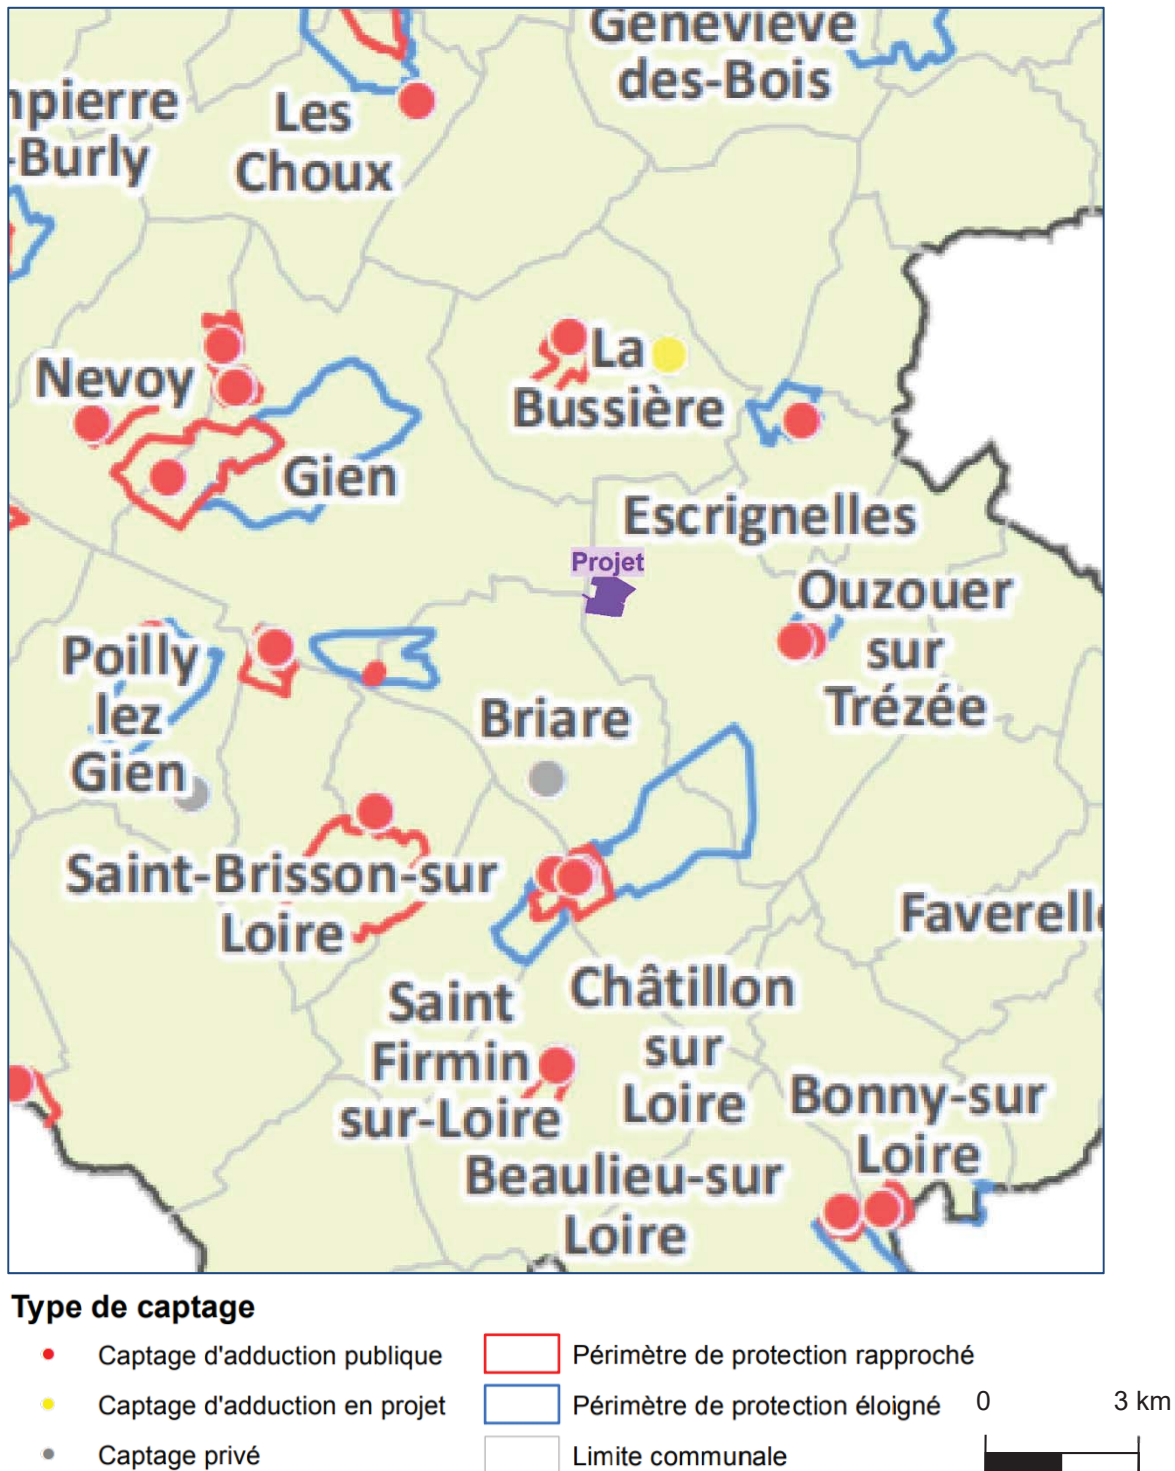 Geneviève
des-Bois
mpierre
-Burly
Les
Choux
Nevoy
La
Bussière
Gien
Escrignelles
Projet
Ouzouer
sur
Trézée
Poilly
lez
Gien
Briare
Saint-Brisson-sur
Loire
Faverelle
Saint
Firmin
sur-Loire
Châtillon
sur
Loire
Bonny-sur
Loire
Beaulieu-sur
Loire
Type de captage
Captage d'adduction publique
Captage d'adduction en projet
Captage privé
Périmètre de protection rapproché
Périmètre de protection éloigné
Limite communale
0 3 km